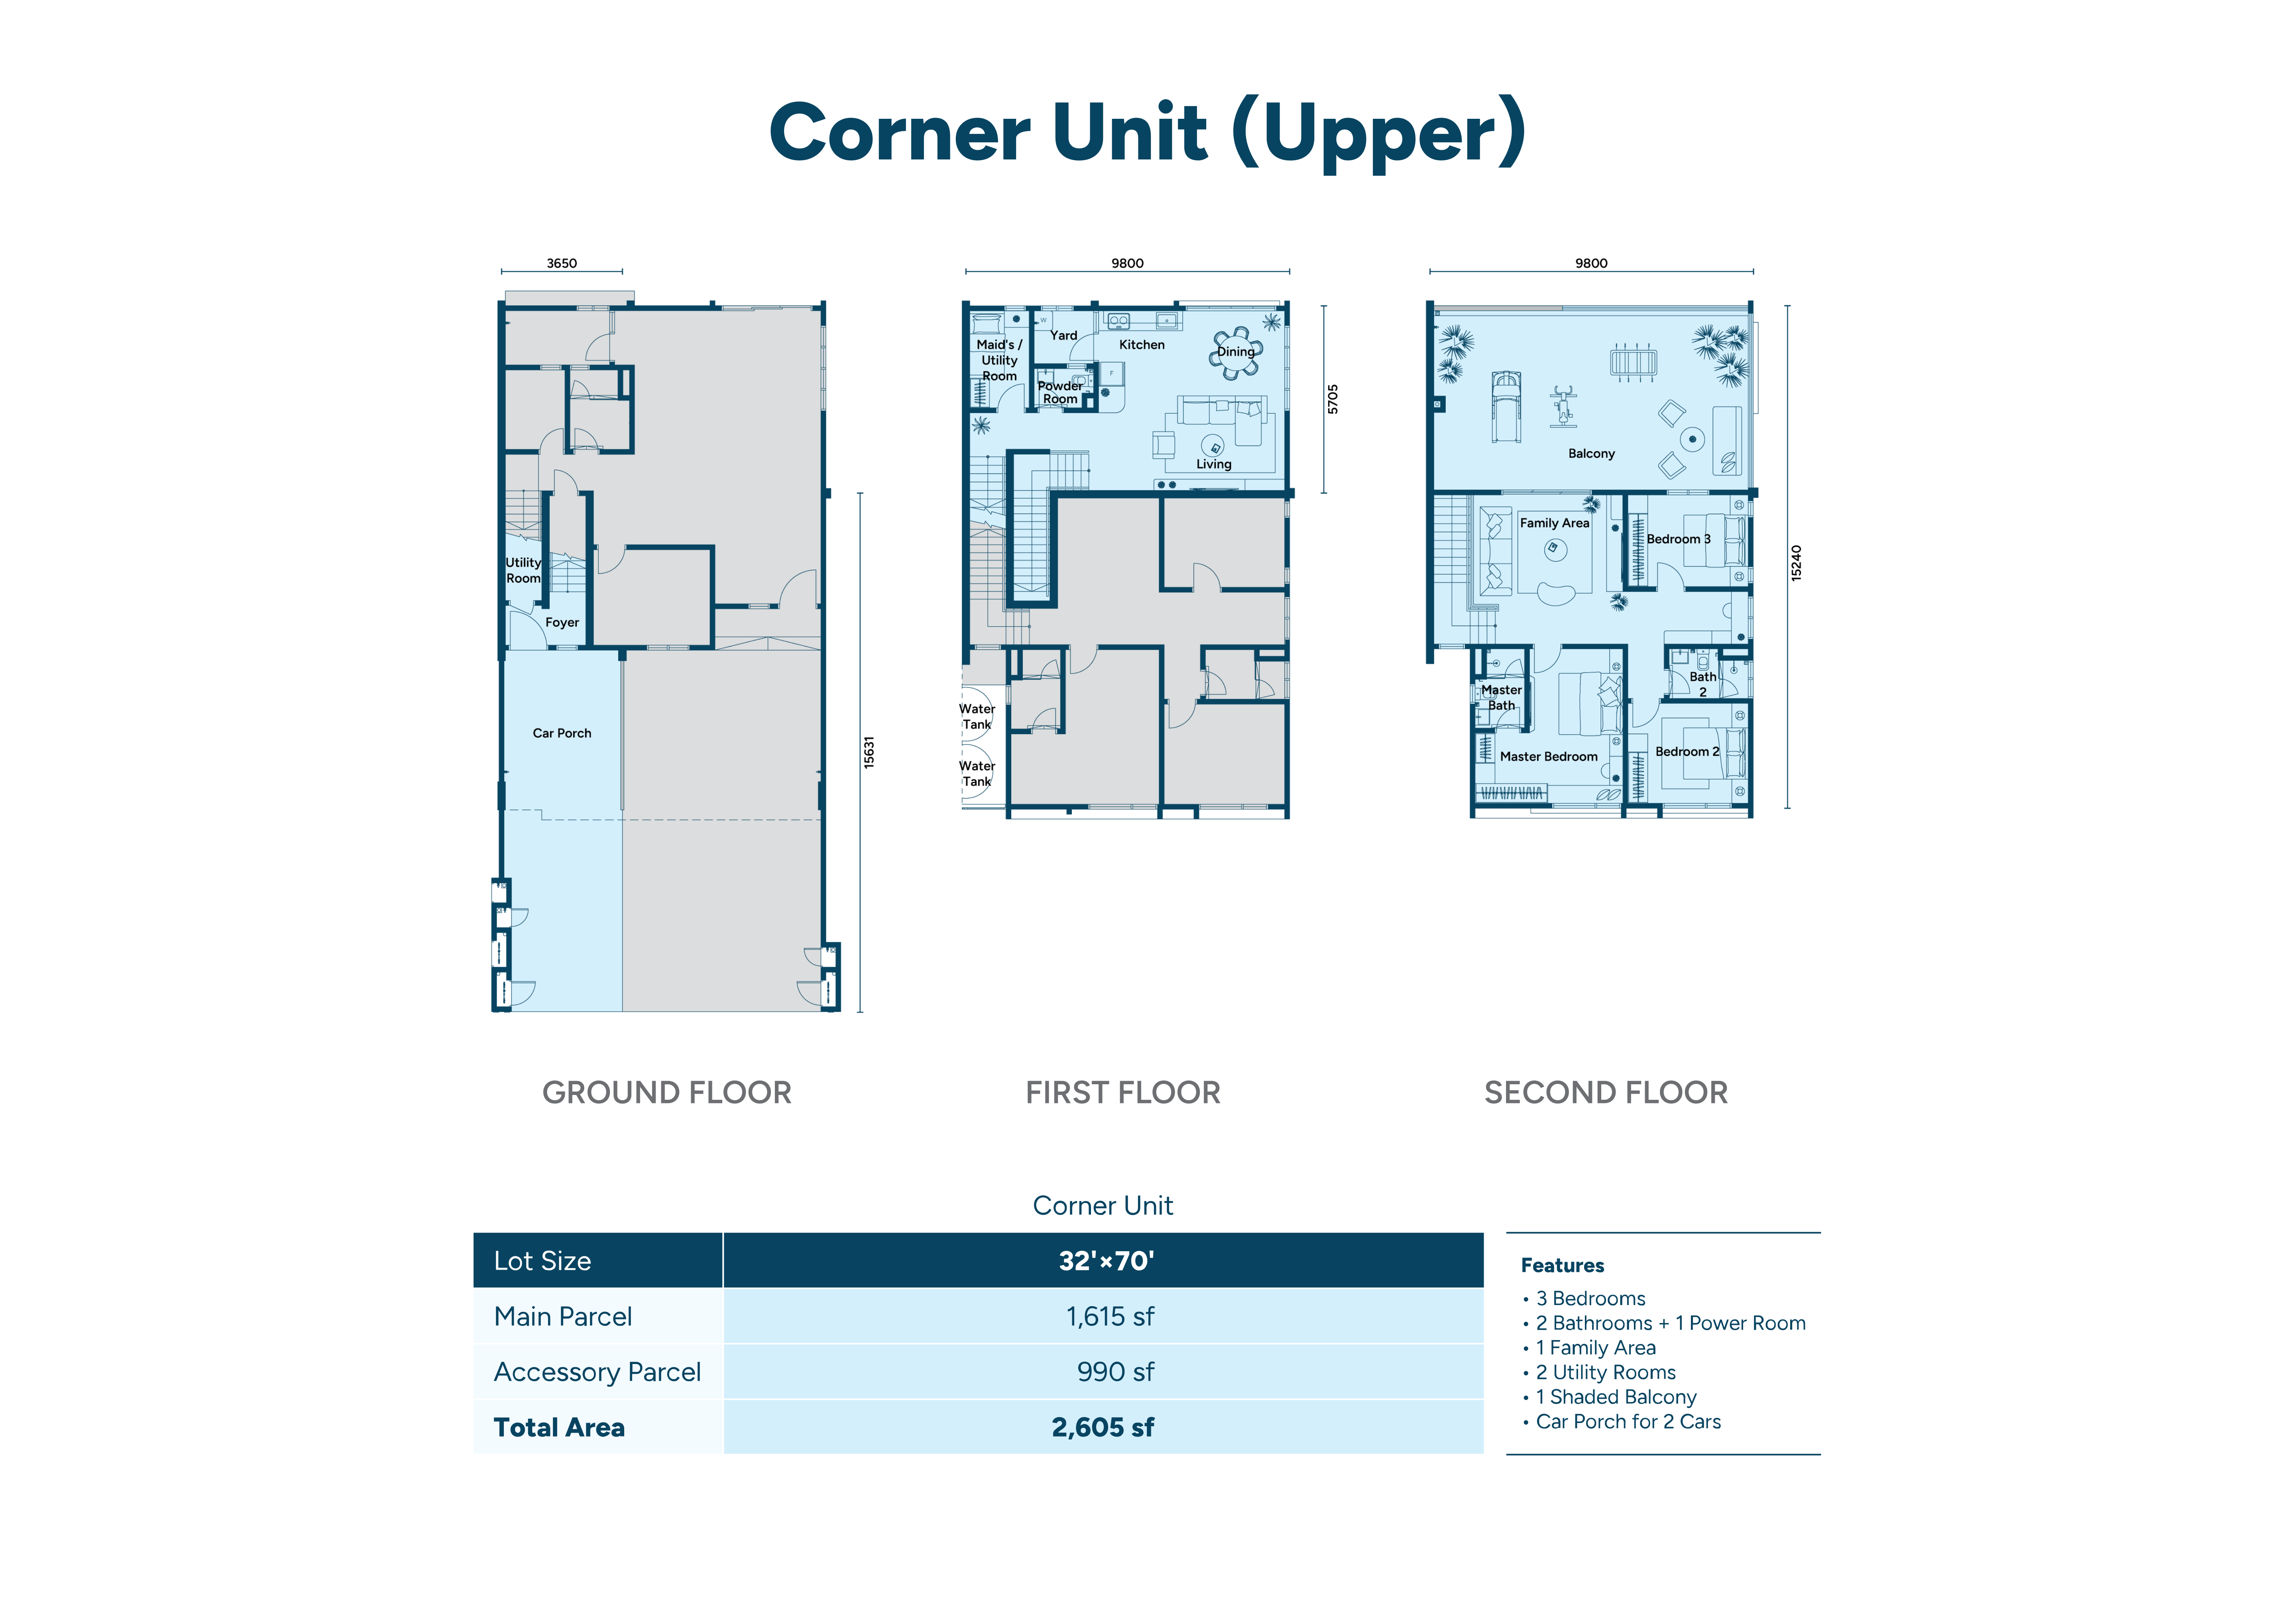 Corner Unit (Upper)
3650
9800
9800
Maid's /
Utility
Room
Yard
Kitchen
Dining
W
F
Powder
Room
Living
5705
Balcony
Family Area
Bedroom 3
15240
Utility
Room
Foyer
Car Porch
15631
Water
Tank
Water
Tank
Master
Bath
Bath
2
Master Bedroom
Bedroom 2
GROUND FLOOR
FIRST FLOOR
SECOND FLOOR
Corner Unit
Lot Size
32'×70'
Main Parcel
1,615 sf
Accessory Parcel
990 sf
Total Area
2,605 sf
Features
• 3 Bedrooms
• 2 Bathrooms + 1 Power Room
• 1 Family Area
• 2 Utility Rooms
• 1 Shaded Balcony
• Car Porch for 2 Cars